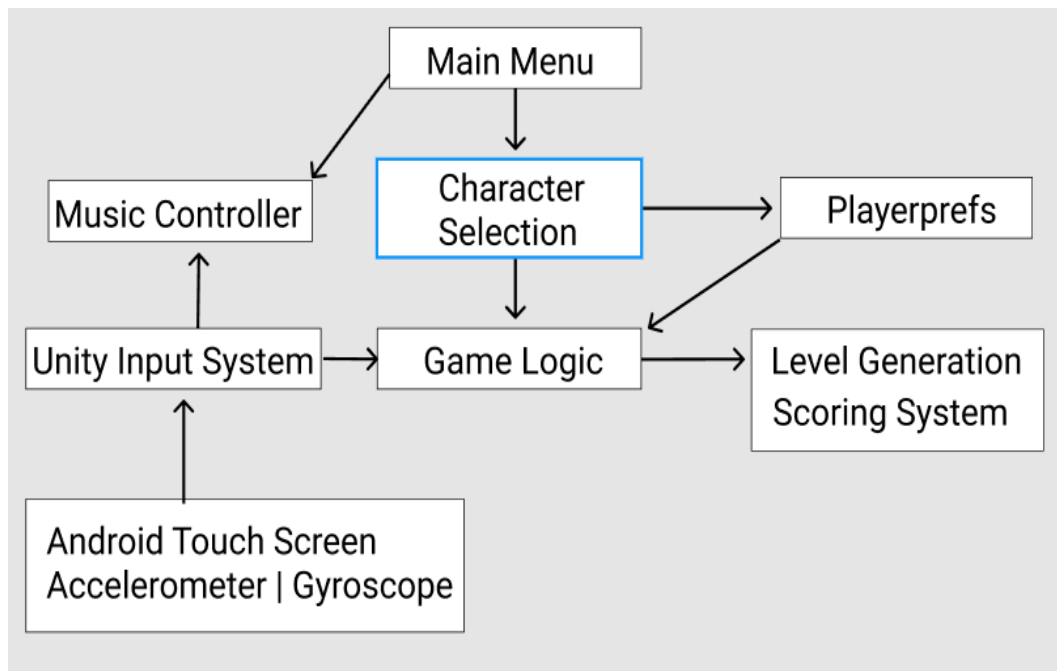 Main Menu
Character
Selection
Music Controller
Playerprefs
Unity Input System
Game Logic
Level Generation
Scoring System
Android Touch Screen
Accelerometer | Gyroscope